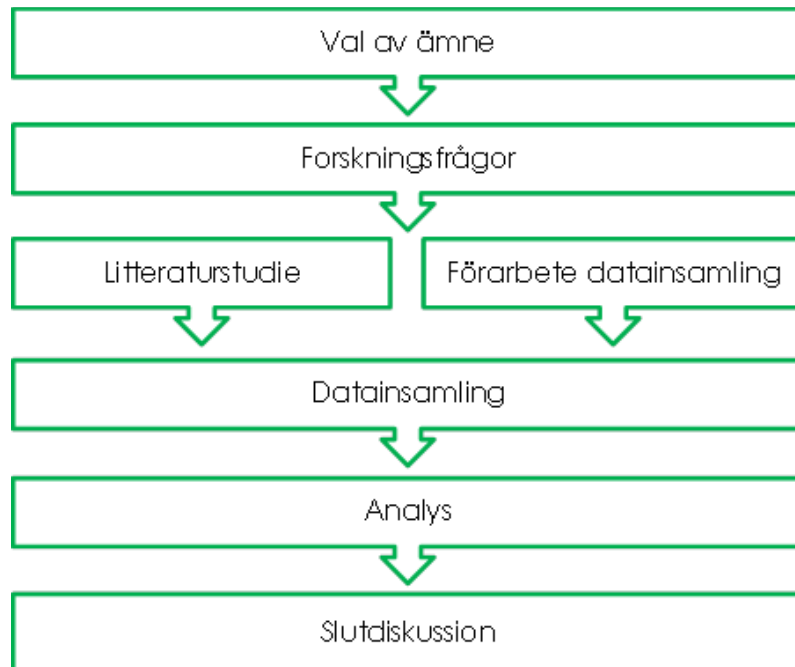 Val av ämne
Forskningsfrågor
Litteraturstudie
Förarbete datainsamling
Datainsamling
Analys
Slutdiskussion